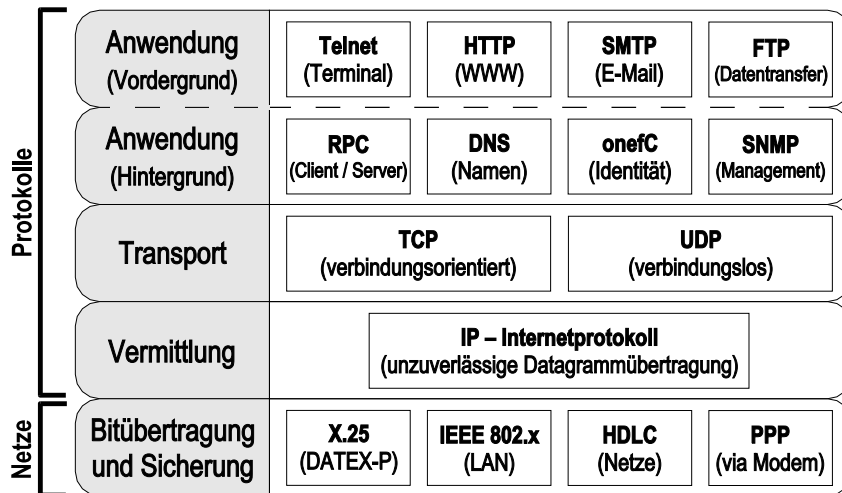 Protokolle
Anwendung
(Vordergrund)
Telnet
(Terminal)
HTTP
(WWW)
SMTP
(E-Mail)
FTP
(Datentransfer)
Anwendung
(Hintergrund)
RPC
(Client / Server)
DNS
(Namen)
onefC
(Identität)
SNMP
(Management)
Transport
TCP
(verbindungsorientiert)
UDP
(verbindungslos)
Vermittlung
IP – Internetprotokoll
(unzuverlässige Datagrammübertragung)
Netze
Bitübertragung
und Sicherung
X.25
(DATEX-P)
IEEE 802.x
(LAN)
HDLC
(Netze)
PPP
(via Modem)